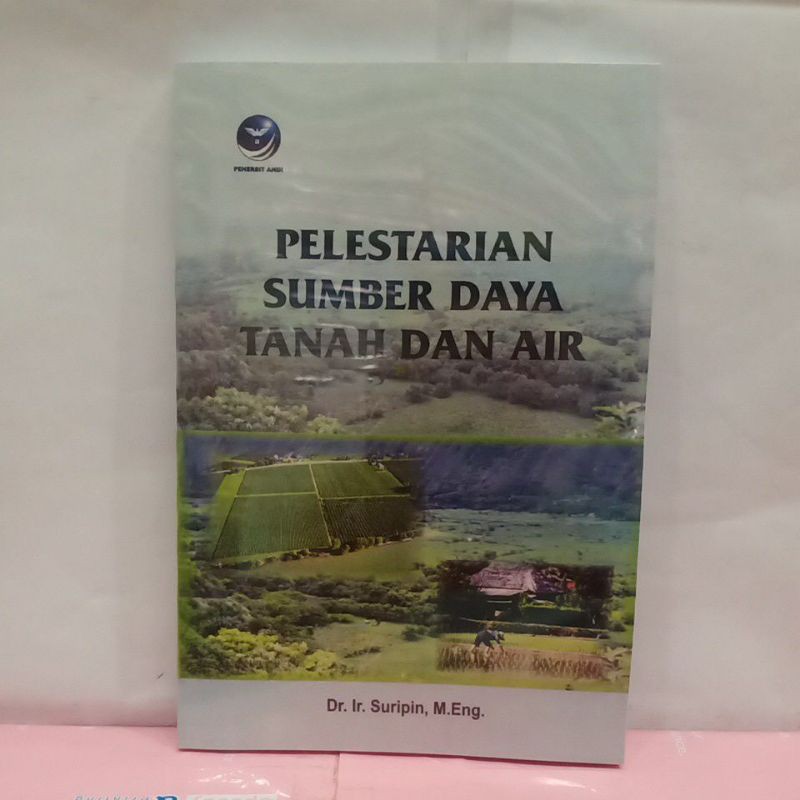 PENERBIT ANDI
PELESTARIAN
SUMBER DAYA
TANAH DAN AIR
Dr. Ir. Suripin, M.Eng.